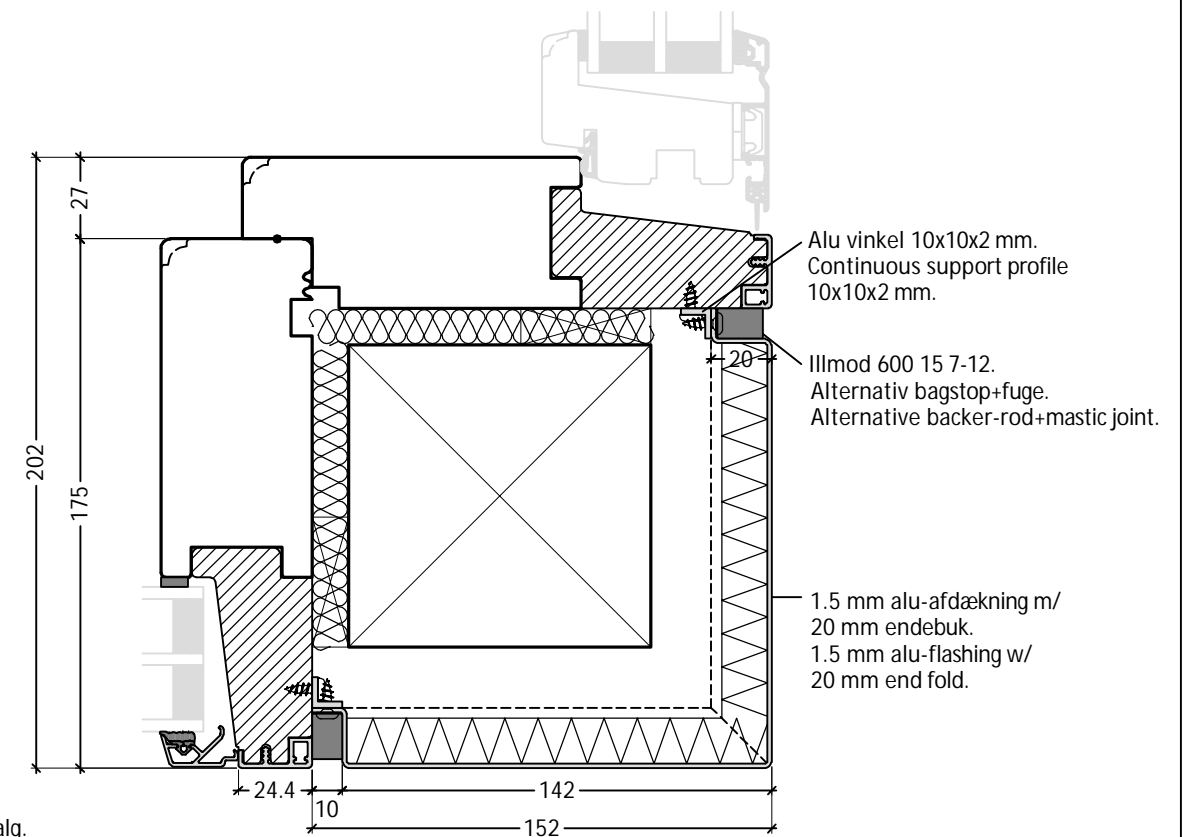 27
202
175
Alu vinkel 10x10x2 mm.
Continuous support profile
10x10x2 mm.
20
Illmod 600 15 7-12.
Alternativ bagstop+fuge.
Alternative backer-rod+mastic joint.
1.5 mm alu-afdækning m/
20 mm endebuk.
1.5 mm alu-flashing w/
20 mm end fold.
24.4
10
142
152
alg.